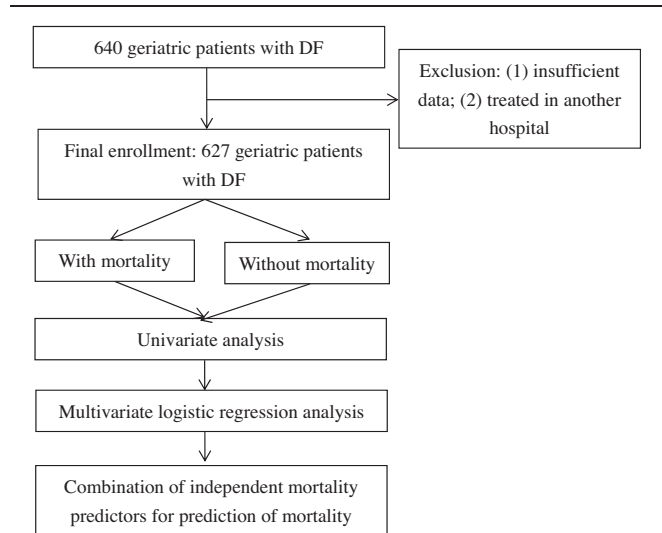 640 geriatric patients with DF
Exclusion: (1) insufficient
data; (2) treated in another
hospital
Final enrollment: 627 geriatric patients
with DF
With mortality
Without mortality
Univariate analysis
Multivariate logistic regression analysis
Combination of independent mortality
predictors for prediction of mortality